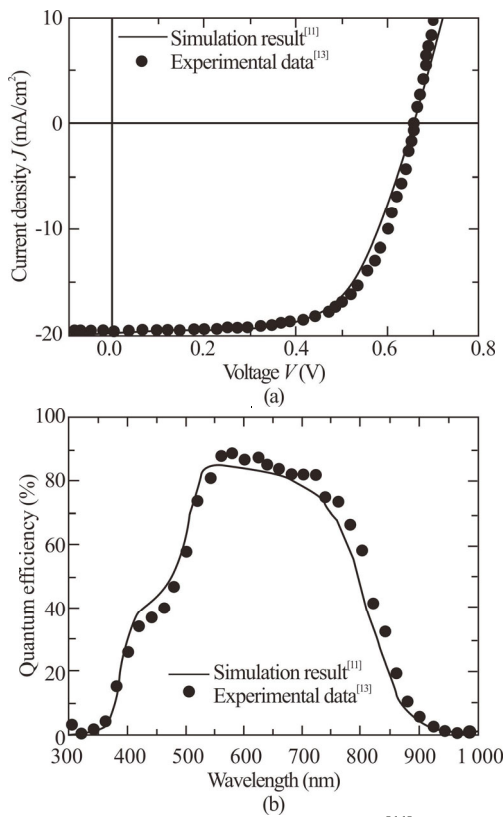 10
0
-10
-20
Current density J (mA/cm²)
Simulation result[11]
Experimental data[13]
0.0 0.2 0.4 0.6 0.8
Voltage V (V)
(a)
100
80
60
40
20
0
Quantum efficiency (%)
Simulation result[11]
Experimental data[13]
300 400 500 600 700 800 900 1 000
Wavelength (nm)
(b)